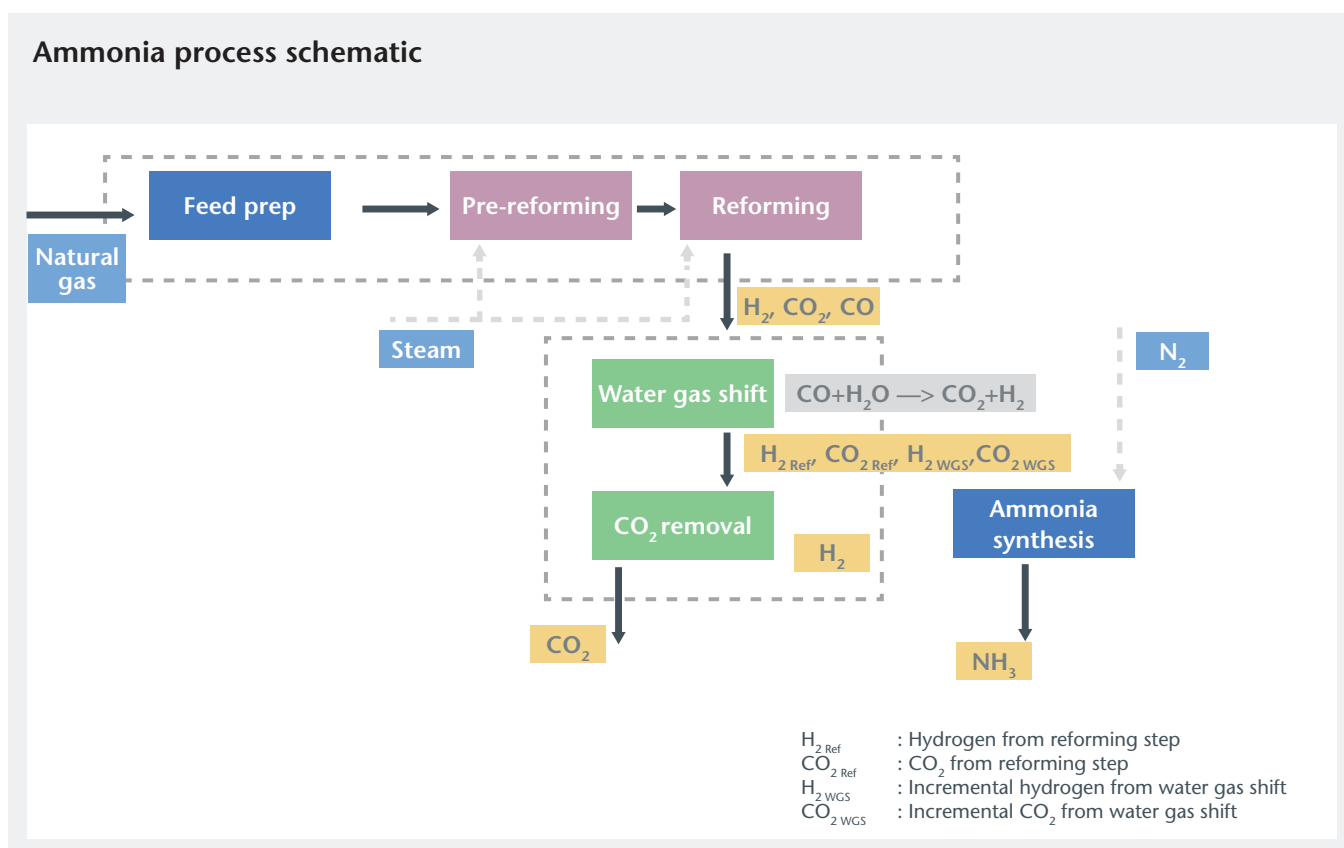 Ammonia process schematic
Feed prep
Pre-reforming
Reforming
Natural
gas
H₂, CO₂, CO
Steam
N₂
Water gas shift
CO+H₂O —> CO₂+H₂
H₂ Ref, CO₂ Ref, H₂ WGS,CO₂ WGS
Ammonia
synthesis
CO₂ removal
H₂
CO₂
NH₃
H₂ Ref : Hydrogen from reforming step
CO₂ Ref : CO₂ from reforming step
H₂ WGS : Incremental hydrogen from water gas shift
CO₂ WGS : Incremental CO₂ from water gas shift